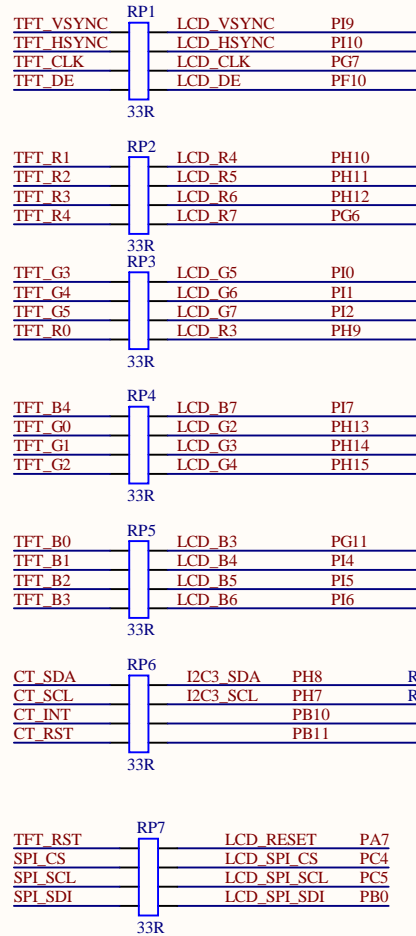 RP1
TFT_VSYNC LCD_VSYNC PI9
TFT_HSYNC LCD_HSYNC PI10
TFT_CLK LCD_CLK PG7
TFT_DE LCD_DE PF10
33R
RP2
TFT_R1 LCD_R4 PH10
TFT_R2 LCD_R5 PH11
TFT_R3 LCD_R6 PH12
TFT_R4 LCD_R7 PG6
33R
RP3
TFT_G3 LCD_G5 PI0
TFT_G4 LCD_G6 PI1
TFT_G5 LCD_G7 PI2
TFT_R0 LCD_R3 PH9
33R
RP4
TFT_B4 LCD_B7 PI7
TFT_G0 LCD_G2 PH13
TFT_G1 LCD_G3 PH14
TFT_G2 LCD_G4 PH15
33R
RP5
TFT_B0 LCD_B3 PG11
TFT_B1 LCD_B4 PI4
TFT_B2 LCD_B5 PI5
TFT_B3 LCD_B6 PI6
33R
RP6
CT_SDA I2C3_SDA PH8 R
CT_SCL I2C3_SCL PH7 R
CT_INT PB10
CT_RST PB11
33R
RP7
TFT_RST LCD_RESET PA7
SPI_CS LCD_SPI_CS PC4
SPI_SCL LCD_SPI_SCL PC5
SPI_SDI LCD_SPI_SDI PB0
33R